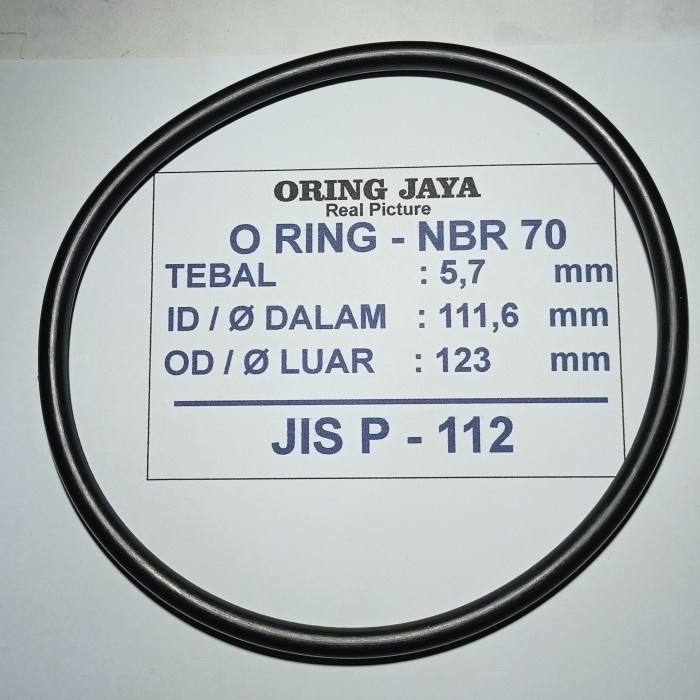 ORING JAYA
Real Picture
O RING - NBR 70
TEBAL : 5,7 mm
ID / Ø DALAM : 111,6 mm
OD / Ø LUAR : 123 mm
JIS P - 112